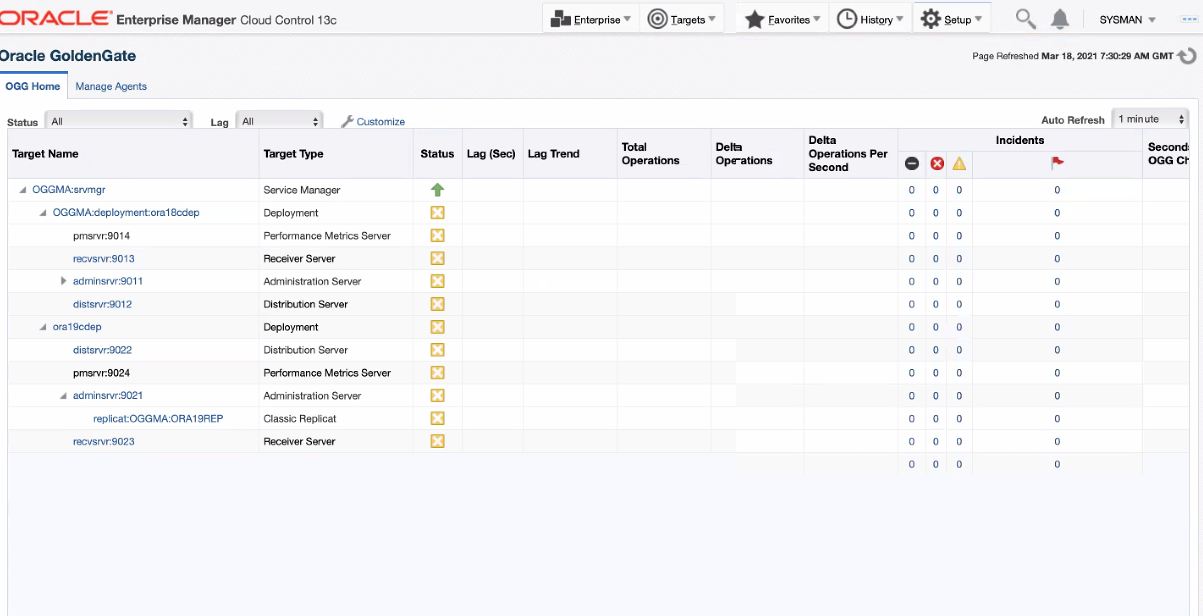 ORACLE Enterprise Manager Cloud Control 13c Enterprise Targets Favorites History Setup SYSMAN
Oracle GoldenGate
Page Refreshed Mar 18, 2021 7:30:29 AM GMT
OGG Home Manage Agents
Status All Lag All Customize Auto Refresh 1 minute
Target Name Target Type Status Lag (Sec) Lag Trend Total Operations Delta Operations Delta Operations Per Second Incidents Seconds OGG Ch
OGGMA:srvmgr Service Manager 0 0 0 0
OGGMA:deployment:ora18cdep Deployment 0 0 0 0
pmsrvr:9014 Performance Metrics Server 0 0 0 0
recvsrvr:9013 Receiver Server 0 0 0 0
adminsrvr:9011 Administration Server 0 0 0 0
distsrvr:9012 Distribution Server 0 0 0 0
ora19cdep Deployment 0 0 0 0
distsrvr:9022 Distribution Server 0 0 0 0
pmsrvr:9024 Performance Metrics Server 0 0 0 0
adminsrvr:9021 Administration Server 0 0 0 0
replicat:OGGMA:ORA19REP Classic Replicat 0 0 0 0
recvsrvr:9023 Receiver Server 0 0 0 0
0 0 0 0